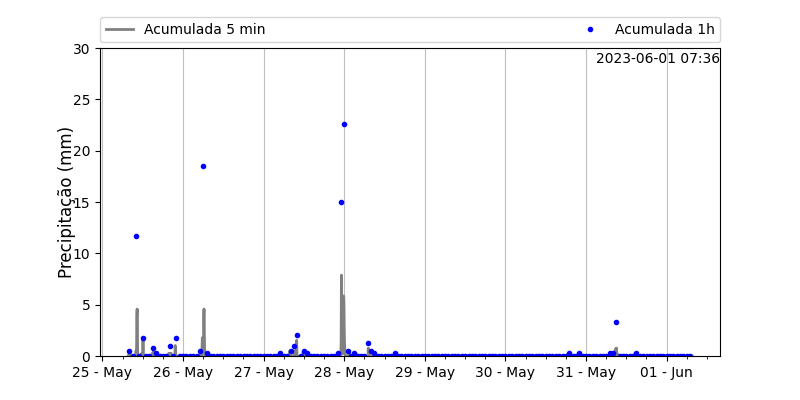 Acumulada 5 min Acumulada 1h
2023-06-01 07:36
Precipitação (mm)
30
25
20
15
10
5
0
25 - May 26 - May 27 - May 28 - May 29 - May 30 - May 31 - May 01 - Jun